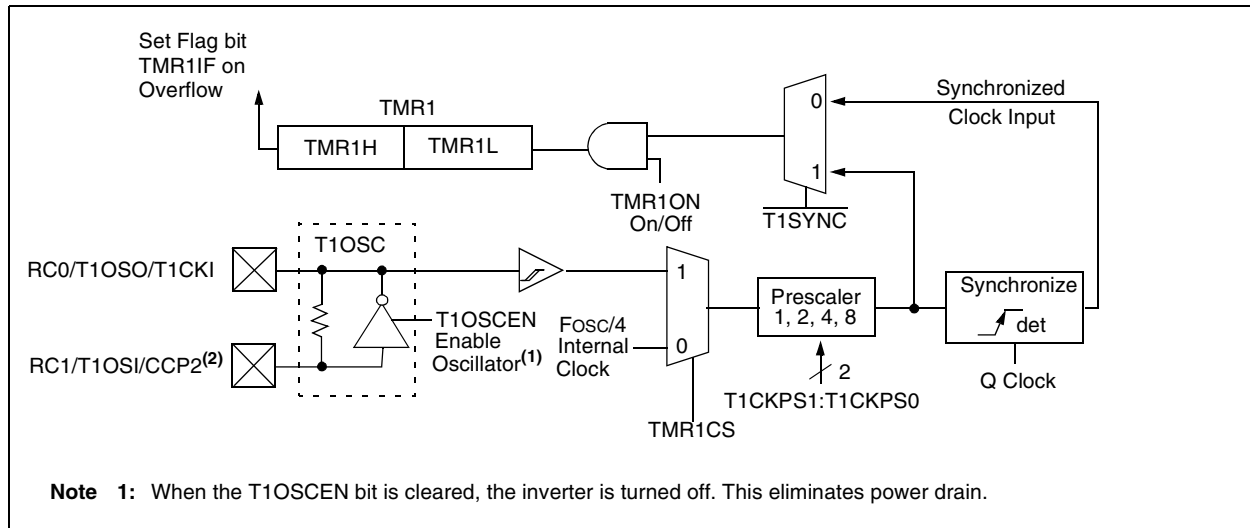 Set Flag bit
TMR1IF on
Overflow
TMR1
TMR1H
TMR1L
TMR1ON
On/Off
0
1
T1SYNC
Synchronized
Clock Input
T1OSC
RC0/T1OSO/T1CKI
RC1/T1OSI/CCP2(2)
T1OSCEN
Enable
Oscillator(1)
FOSC/4
Internal
Clock
1
0
TMR1CS
Prescaler
1, 2, 4, 8
2
T1CKPS1:T1CKPS0
Synchronize
det
Q Clock
Note 1: When the T1OSCEN bit is cleared, the inverter is turned off. This eliminates power drain.